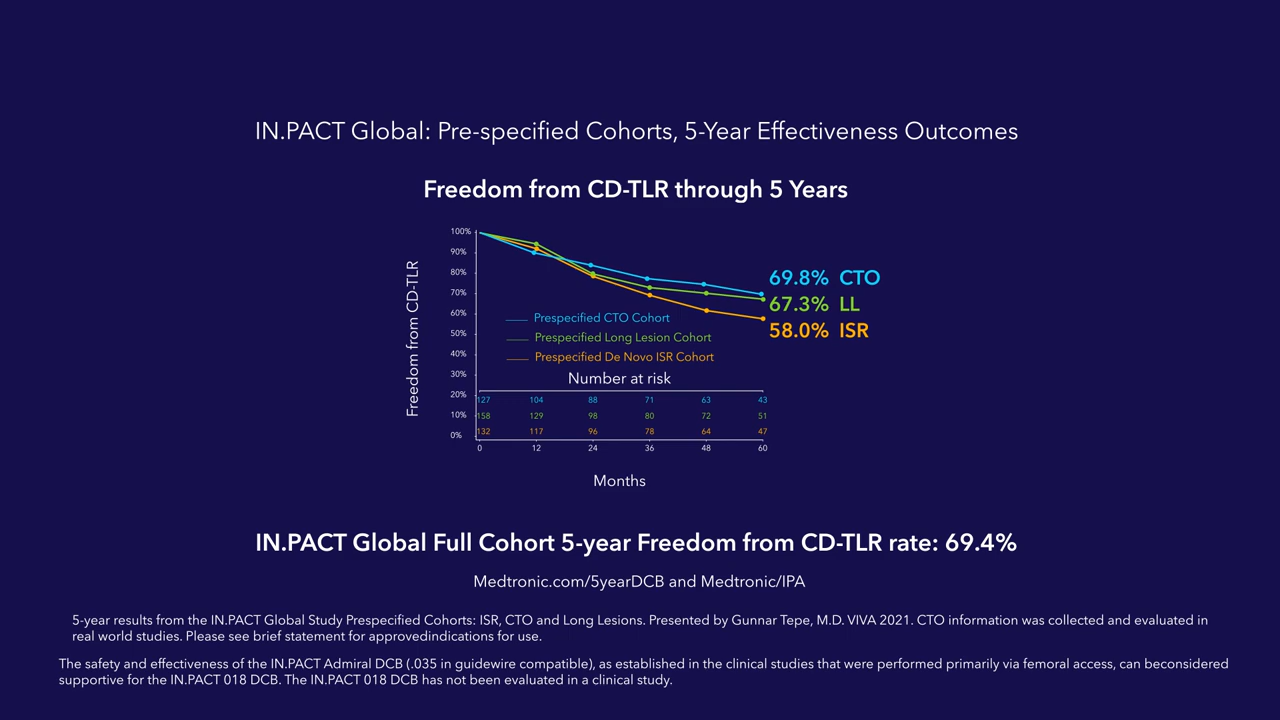 IN.PACT Global: Pre-specified Cohorts, 5-Year Effectiveness Outcomes
Freedom from CD-TLR through 5 Years
Freedom from CD-TLR
100%
90%
80%
70%
60%
50%
40%
30%
20%
10%
0%
69.8% CTO
67.3% LL
58.0% ISR
Prespecified CTO Cohort
Prespecified Long Lesion Cohort
Prespecified De Novo ISR Cohort
Number at risk
127 104 88 71 63 43
158 129 98 80 72 51
132 117 96 78 64 47
0 12 24 36 48 60
Months
IN.PACT Global Full Cohort 5-year Freedom from CD-TLR rate: 69.4%
Medtronic.com/5yearDCB and Medtronic/IPA
5-year results from the IN.PACT Global Study Prespecified Cohorts: ISR, CTO and Long Lesions. Presented by Gunnar Tepe, M.D. VIVA 2021. CTO information was collected and evaluated in
real world studies. Please see brief statement for approvedindications for use.
The safety and effectiveness of the IN.PACT Admiral DCB (.035 in guidewire compatible), as established in the clinical studies that were performed primarily via femoral access, can beconsidered
supportive for the IN.PACT 018 DCB. The IN.PACT 018 DCB has not been evaluated in a clinical study.